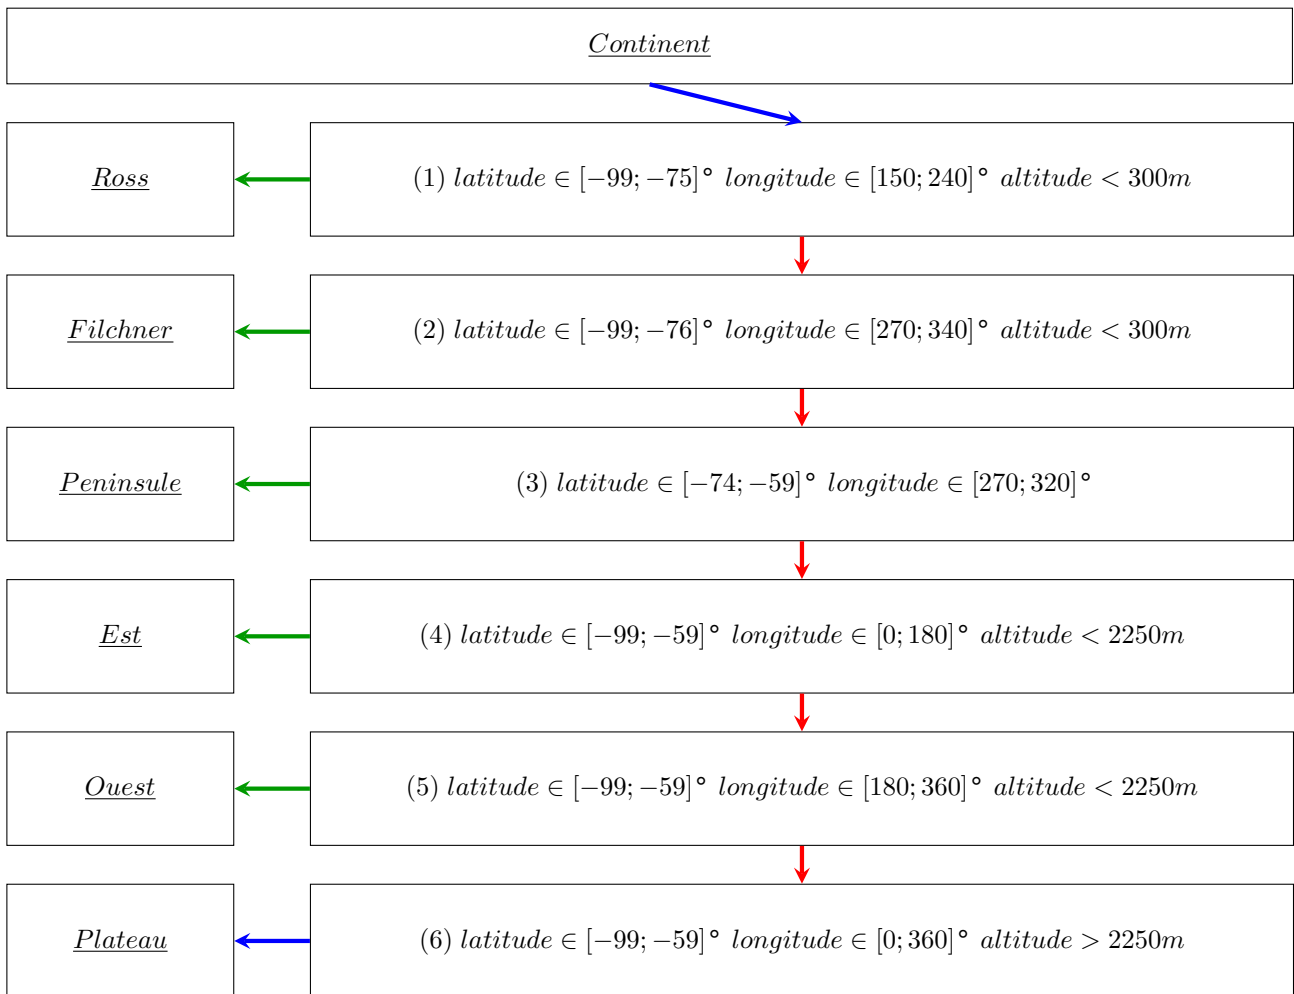 Continent
Ross
(1) latitude ∈ [−99; −75]° longitude ∈ [150; 240]° altitude < 300m
Filchner
(2) latitude ∈ [−99; −76]° longitude ∈ [270; 340]° altitude < 300m
Peninsule
(3) latitude ∈ [−74; −59]° longitude ∈ [270; 320]°
Est
(4) latitude ∈ [−99; −59]° longitude ∈ [0; 180]° altitude < 2250m
Ouest
(5) latitude ∈ [−99; −59]° longitude ∈ [180; 360]° altitude < 2250m
Plateau
(6) latitude ∈ [−99; −59]° longitude ∈ [0; 360]° altitude > 2250m